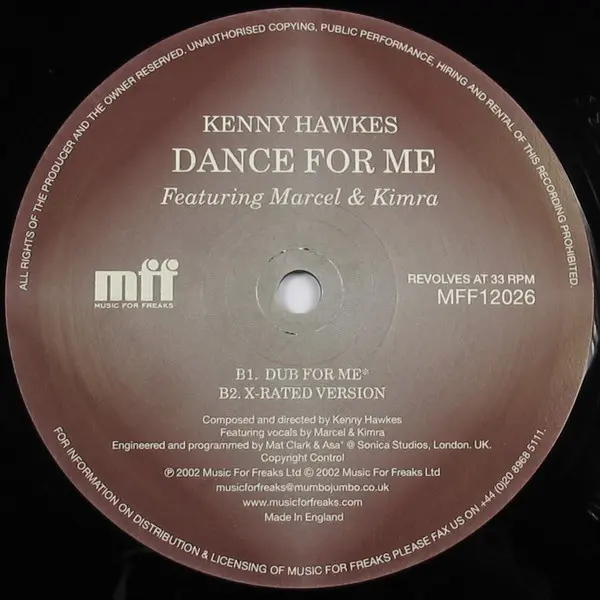 ALL RIGHTS OF THE PRODUCER AND THE OWNER RESERVED. UNAUTHORISED COPYING, PUBLIC PERFORMANCE, HIRING AND RENTAL OF THIS RECORDING PROHIBITED.
KENNY HAWKES
DANCE FOR ME
Featuring Marcel & Kimra
mff
MUSIC FOR FREAKS
REVOLVES AT 33 RPM
MFF12026
B1. DUB FOR ME*
B2. X-RATED VERSION
Composed and directed by Kenny Hawkes
Featuring vocals by Marcel & Kimra
Engineered and programmed by Mat Clark & Asa* @ Sonica Studios, London. UK.
Copyright Control
℗ 2002 Music For Freaks Ltd © 2002 Music For Freaks Ltd
musicforfreaks@mumbojumbo.co.uk
www.musicforfreaks.com
Made In England
FOR INFORMATION ON DISTRIBUTION & LICENSING OF MUSIC FOR FREAKS PLEASE FAX US ON +44 (0)20 8968 5111.